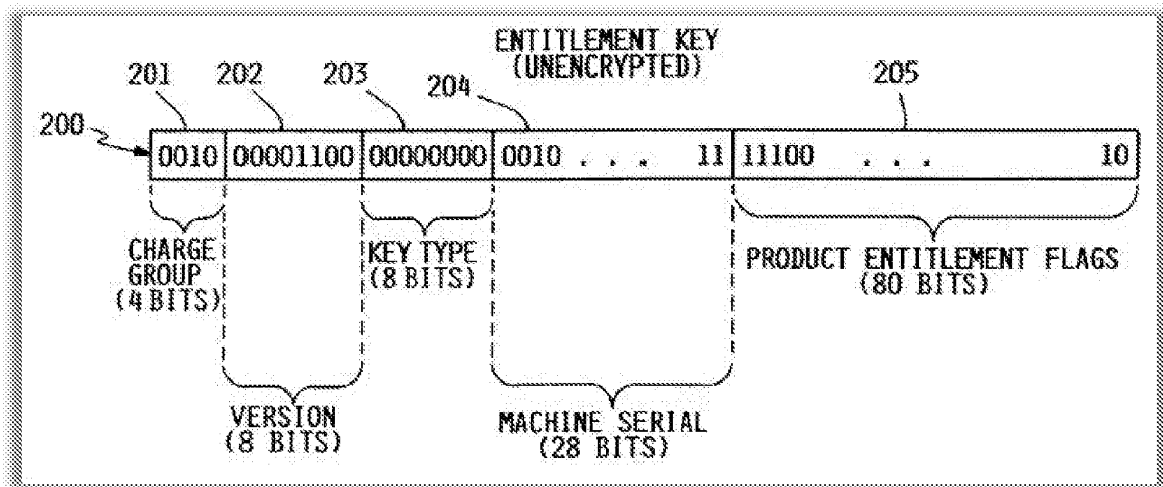 ENTITLEMENT KEY
(UNENCRYPTED)
201 202 203 204 205
200
0010 00001100 00000000 0010 . . . 11 11100 . . . 10
CHARGE
GROUP
(4 BITS)
KEY TYPE
(8 BITS)
PRODUCT ENTITLEMENT FLAGS
(80 BITS)
VERSION
(8 BITS)
MACHINE SERIAL
(28 BITS)